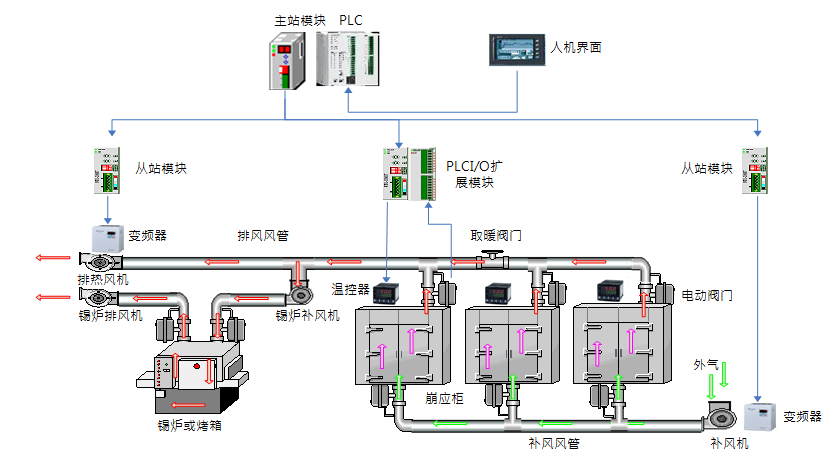 主站模块 PLC
人机界面
从站模块
PLCI/O扩
展模块
从站模块
变频器
排风风管
取暖阀门
排热风机
温控器
电动阀门
锡炉排风机
锡炉补风机
外气
崩应柜
锡炉或烤箱
补风风管
补风机
变频器